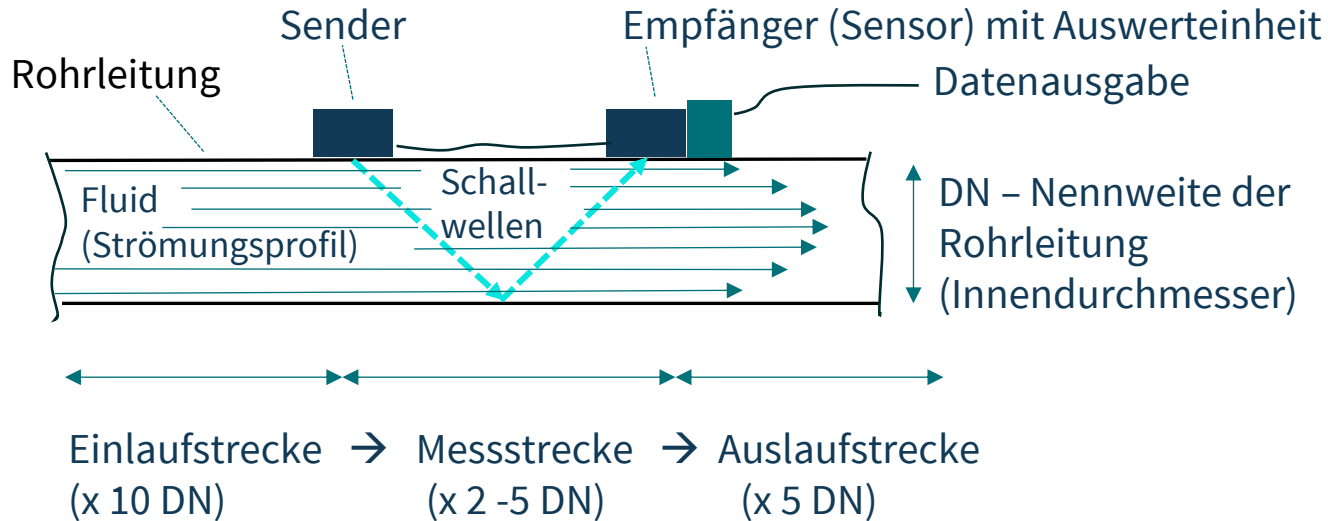 Sender
Empfänger (Sensor) mit Auswerteinheit
Rohrleitung
Datenausgabe
Fluid
(Strömungsprofil)
Schall-
wellen
DN – Nennweite der
Rohrleitung
(Innendurchmesser)
Einlaufstrecke → Messstrecke → Auslaufstrecke
(x 10 DN) (x 2 -5 DN) (x 5 DN)